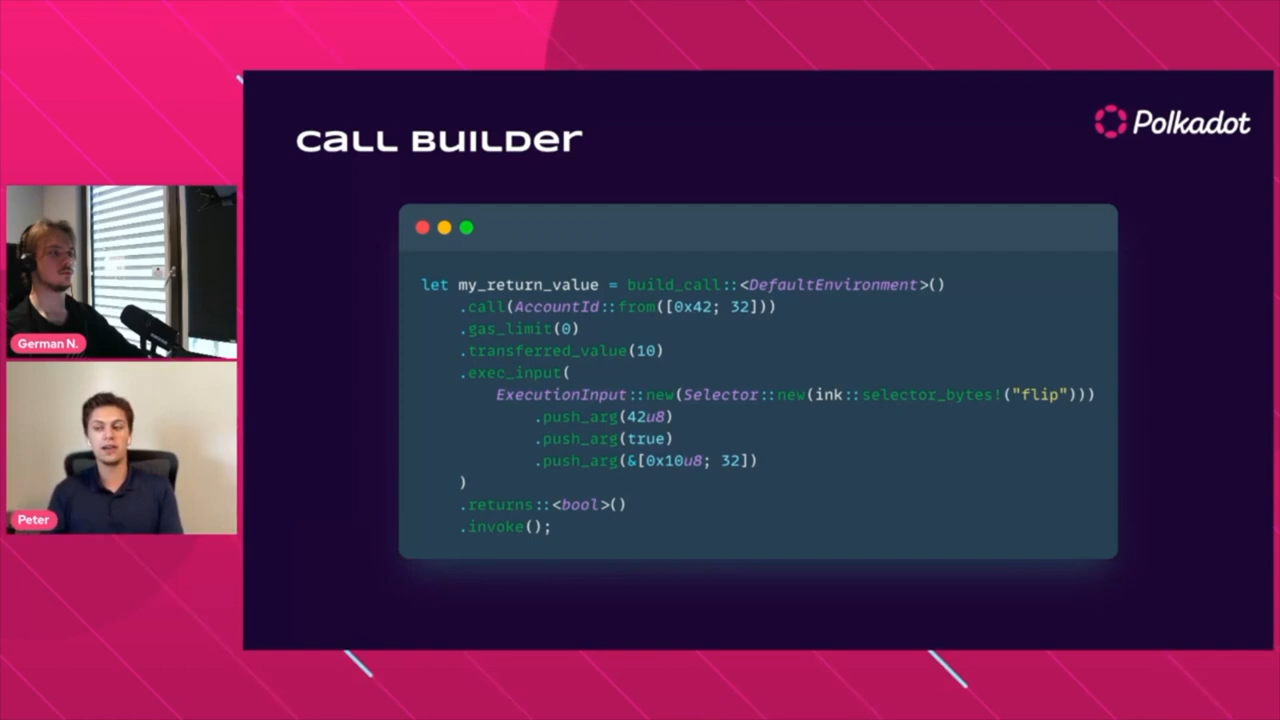 Call Builder
Polkadot
let my_return_value = build_call::<DefaultEnvironment>()
    .call(AccountId::from([0x42; 32]))
    .gas_limit(0)
    .transferred_value(10)
    .exec_input(
        ExecutionInput::new(Selector::new(ink::selector_bytes!("flip")))
            .push_arg(42u8)
            .push_arg(true)
            .push_arg(&[0x10u8; 32])
    )
    .returns::<bool>()
    .invoke();
German N.
Peter